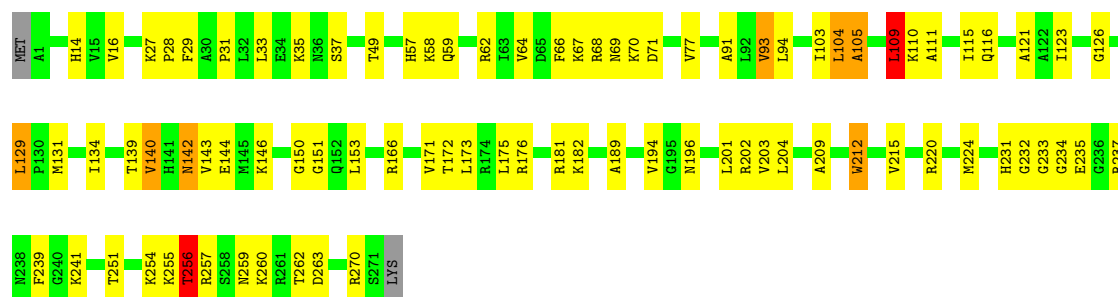 MET A1 H14 V15 V16 K27 P28 F29 A30 P31 L32 L33 E34 K35 N36 S37 T49 H57 K58 Q59 R62 I63 V64 D65 F66 K67 R68 N69 K70 D71 V77 A91 L92 V93 L94 I103 L104 A105 L109 K110 A111 I115 Q116 A121 A122 I123 G126
L129 P130 M131 I134 T139 V140 H141 N142 V143 E144 M145 K146 G150 G151 Q152 L153 R166 V171 T172 L173 R174 L175 R176 R181 K182 A189 V194 G195 N196 L201 R202 V203 L204 A209 W212 V215 R220 M224 H231 G232 G233 G234 E235 G236 R237
N238 F239 G240 K241 T251 K254 K255 T256 R257 S258 N259 K260 R261 T262 D263 R270 S271 LYS